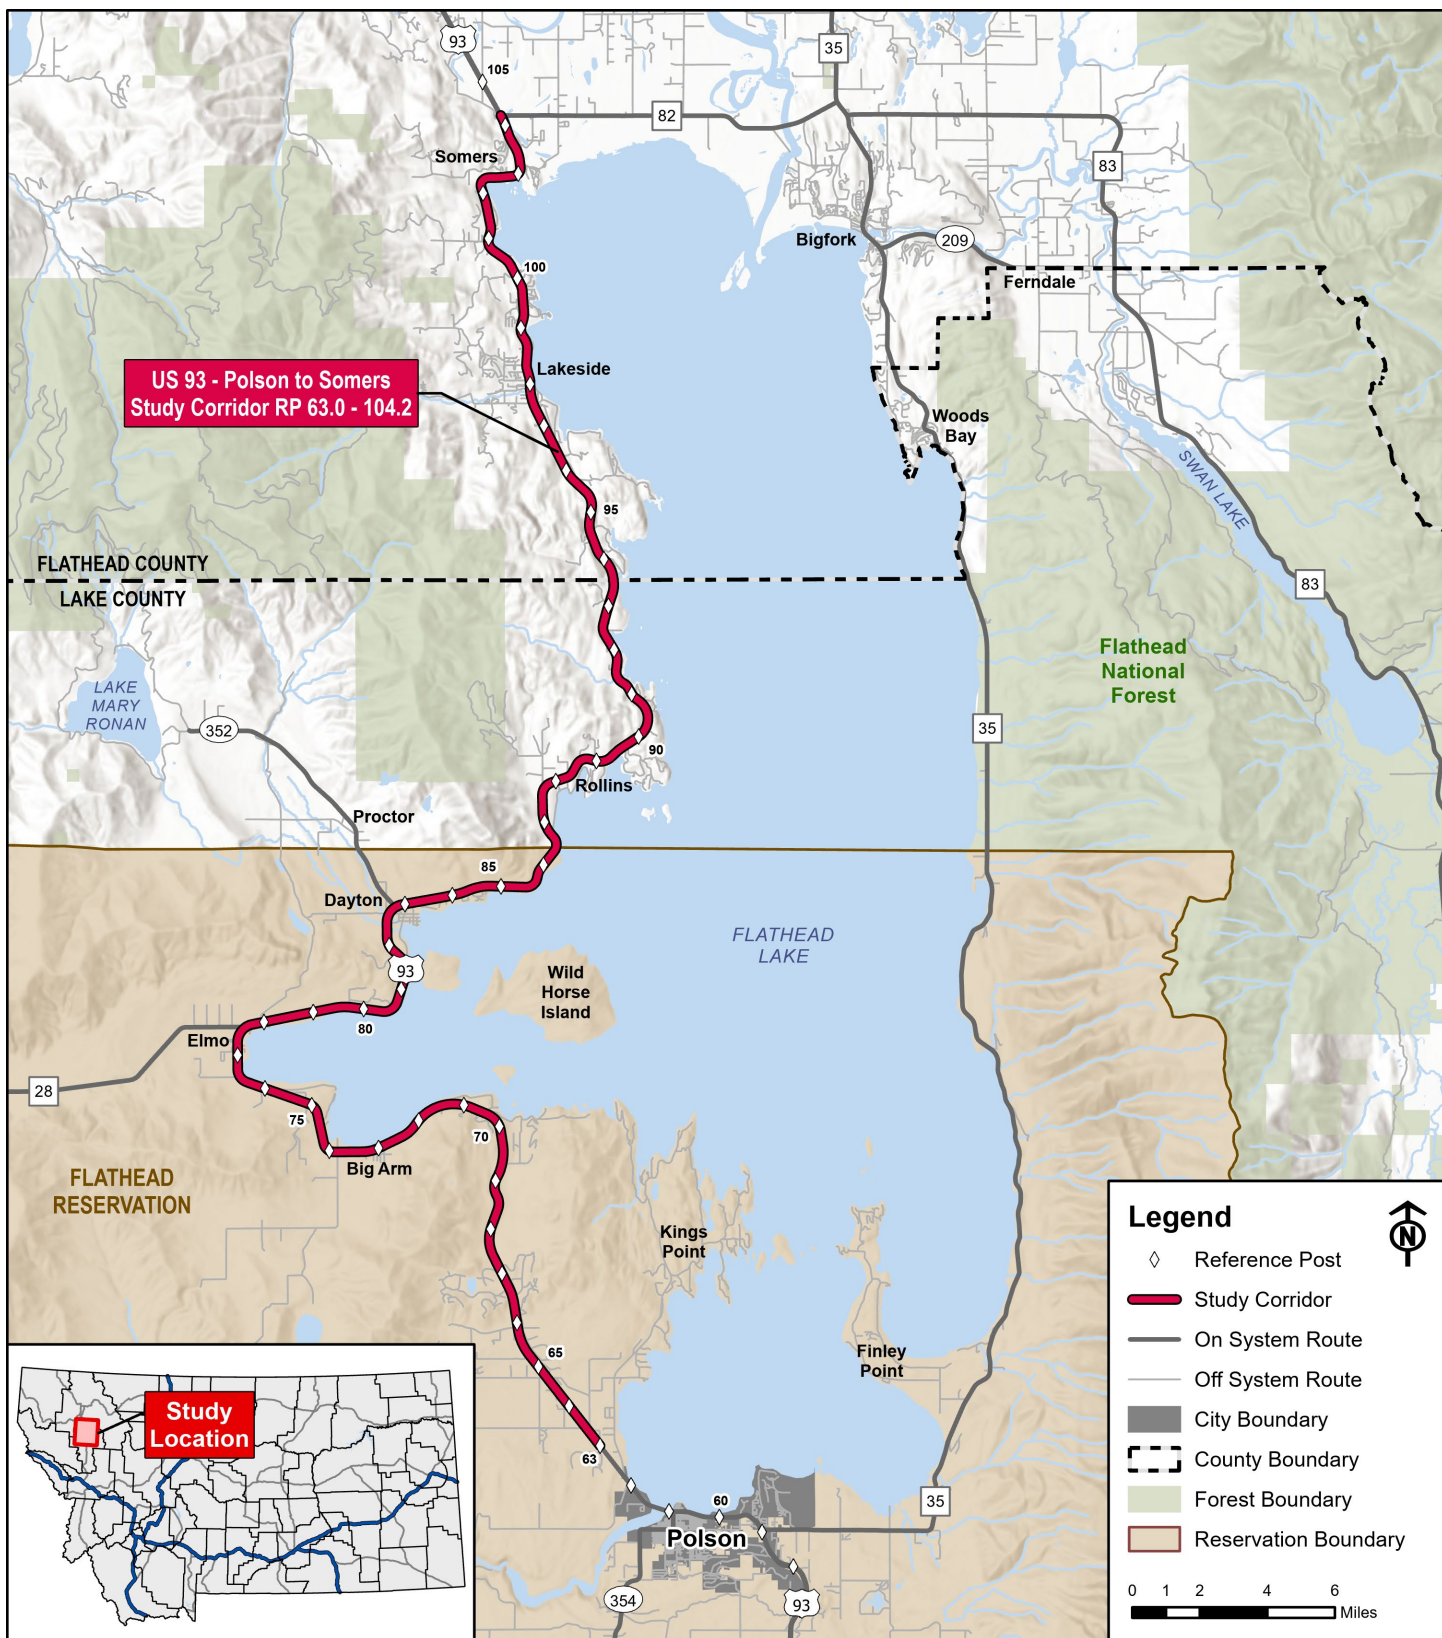 93
105
35
82
Somers
83
Bigfork
209
100
Ferndale
Lakeside
US 93 - Polson to Somers
Study Corridor RP 63.0 - 104.2
Woods
Bay
SWAN LAKE
95
FLATHEAD COUNTY
LAKE COUNTY
83
Flathead
National
Forest
LAKE
MARY
RONAN
352
35
90
Rollins
Proctor
85
Dayton
FLATHEAD
LAKE
93
Wild
Horse
Island
80
Elmo
28
75
70
Big Arm
FLATHEAD
RESERVATION
Kings
Point
65
Finley
Point
63
60
35
Polson
354
93
Study
Location
Legend
N
Reference Post
Study Corridor
On System Route
Off System Route
City Boundary
County Boundary
Forest Boundary
Reservation Boundary
0 1 2 4 6
Miles